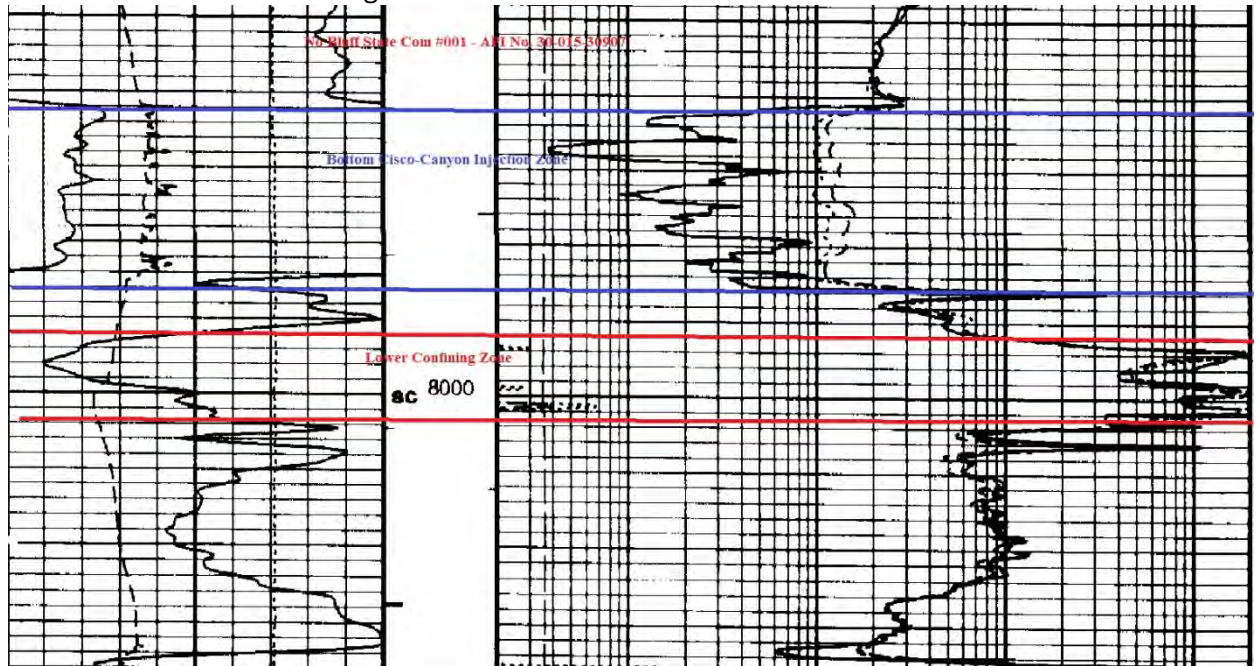 No Bluff State Com #001 - API No. 30-015-30907
Bottom Cisco-Canyon Injection Zone
Lower Confining Zone
8000